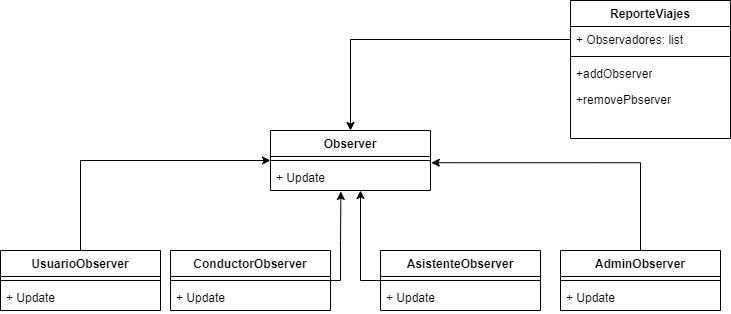 ReporteViajes
+ Observadores: list
+addObserver
+removePbserver
Observer
+ Update
UsuarioObserver
+ Update
ConductorObserver
+ Update
AsistenteObserver
+ Update
AdminObserver
+ Update